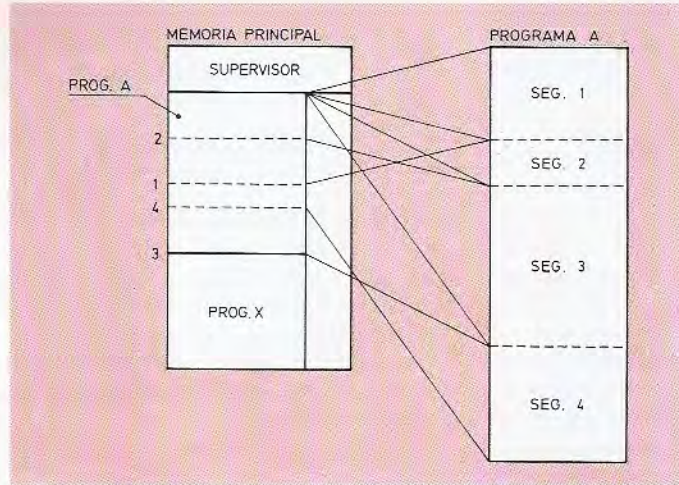 MEMORIA PRINCIPAL
SUPERVISOR
PROG. A
2
1
4
3
PROG. X
PROGRAMA A
SEG. 1
SEG. 2
SEG. 3
SEG. 4